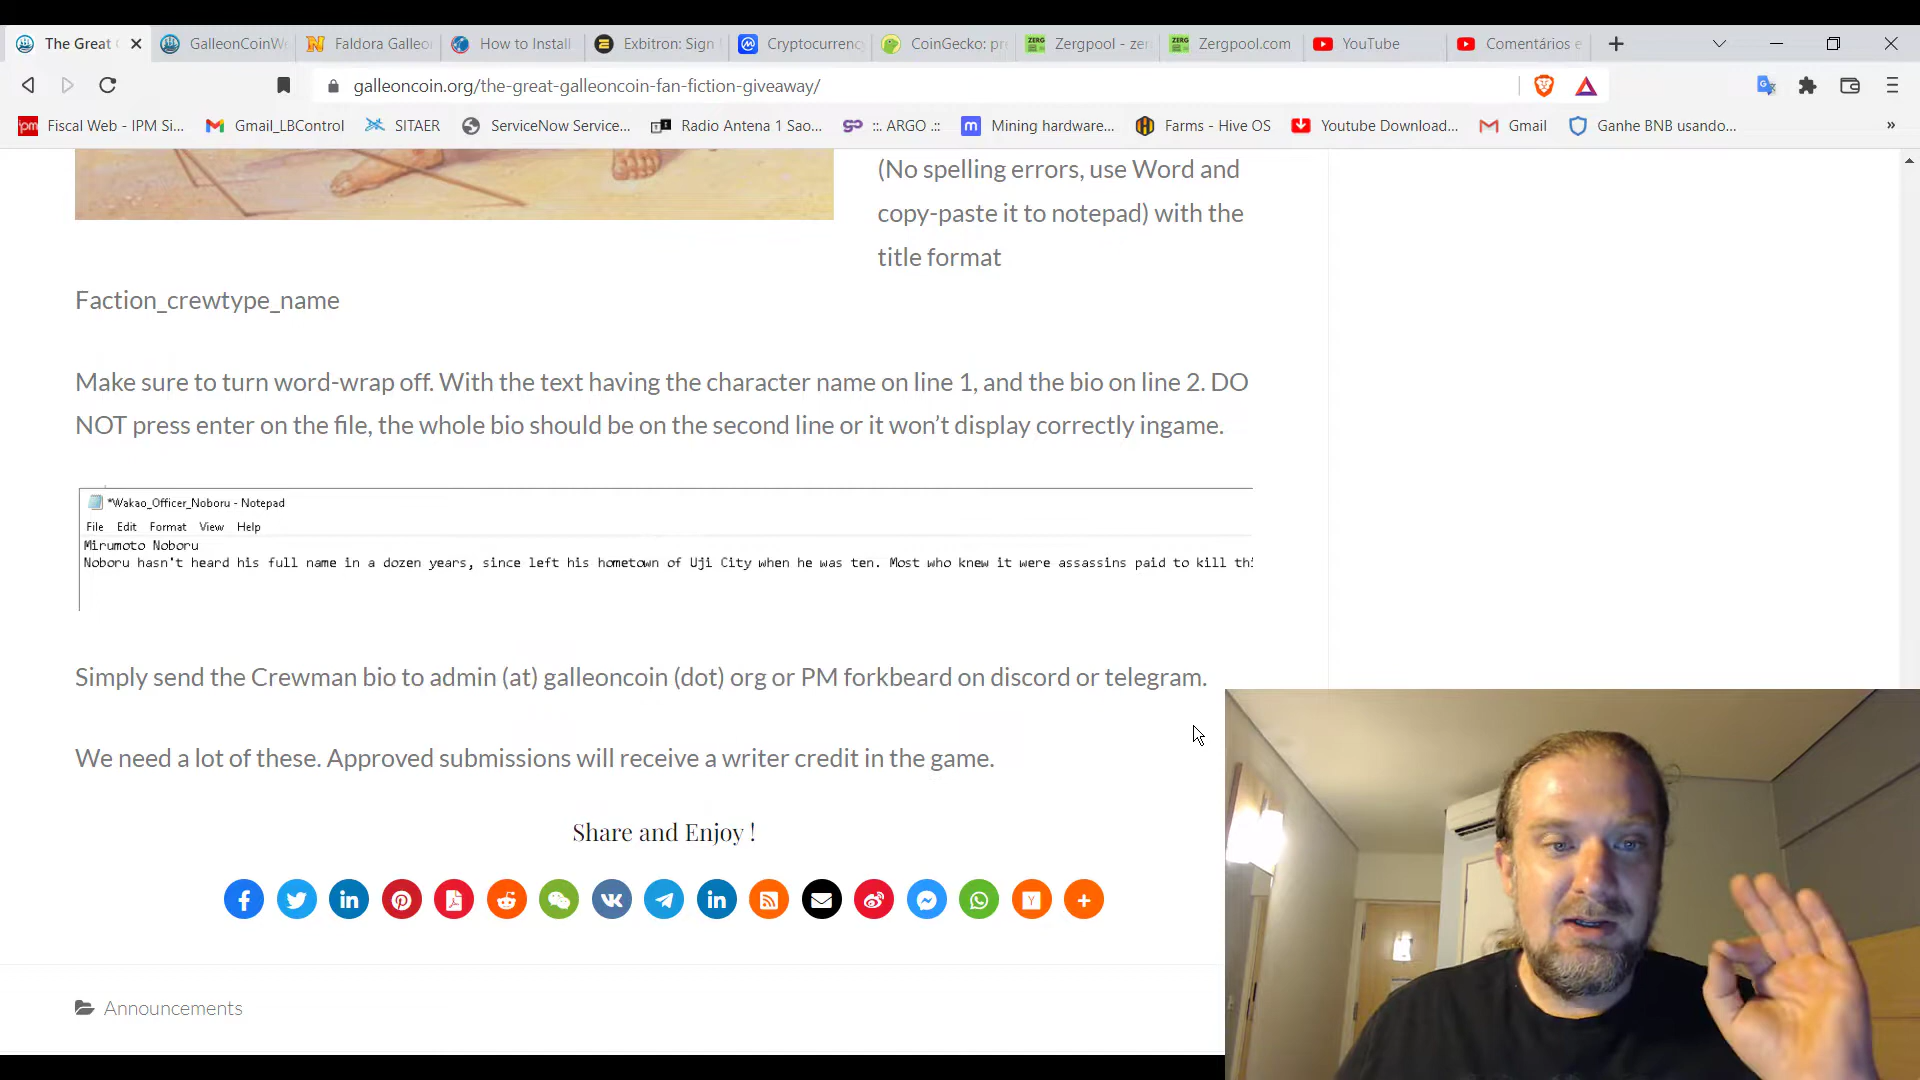 The Great
GalleonCoinW
Faldora Galleo
How to Install
Exbitron: Sign
Cryptocurrency
CoinGecko: pr
Zergpool - zer
Zergpool.com
YouTube
Comentários e
galleoncoin.org/the-great-galleoncoin-fan-fiction-giveaway/
Fiscal Web - IPM Si...
Gmail_LBControl
SITAER
ServiceNow Service...
Radio Antena 1 Sao...
::. ARGO .::
Mining hardware...
Farms - Hive OS
Youtube Download...
Gmail
Ganhe BNB usando...
(No spelling errors, use Word and
copy-paste it to notepad) with the
title format
Faction_crewtype_name
Make sure to turn word-wrap off. With the text having the character name on line 1, and the bio on line 2. DO
NOT press enter on the file, the whole bio should be on the second line or it won’t display correctly ingame.
*Wakao_Officer_Noboru - Notepad
File Edit Format View Help
Mirumoto Noboru
Noboru hasn't heard his full name in a dozen years, since left his hometown of Uji City when he was ten. Most who knew it were assassins paid to kill thi
Simply send the Crewman bio to admin (at) galleoncoin (dot) org or PM forkbeard on discord or telegram.
We need a lot of these. Approved submissions will receive a writer credit in the game.
Share and Enjoy !
Announcements